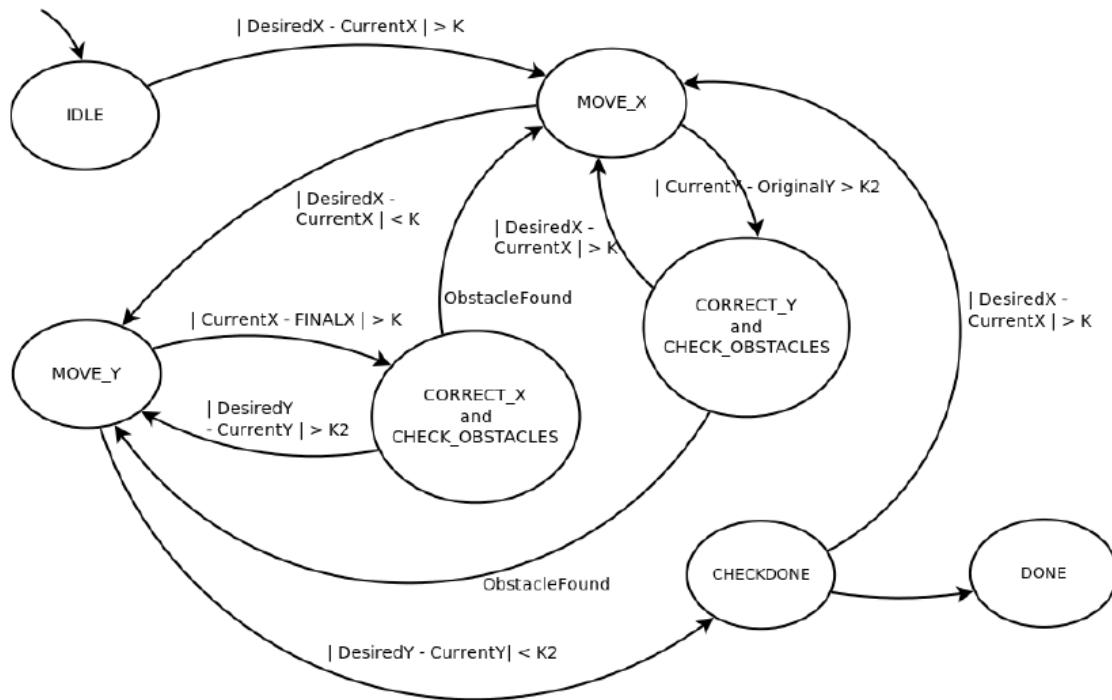 | DesiredX - CurrentX | > K
IDLE
MOVE_X
| CurrentY - OriginalY > K2
| DesiredX -
CurrentX | < K
| DesiredX -
CurrentX | > K
ObstacleFound
| DesiredX -
CurrentX | > K
CORRECT_Y
and
CHECK_OBSTACLES
| CurrentX - FINALX | > K
MOVE_Y
CORRECT_X
and
CHECK_OBSTACLES
| DesiredY
- CurrentY | > K2
ObstacleFound
CHECKDONE
DONE
| DesiredY - CurrentY| < K2